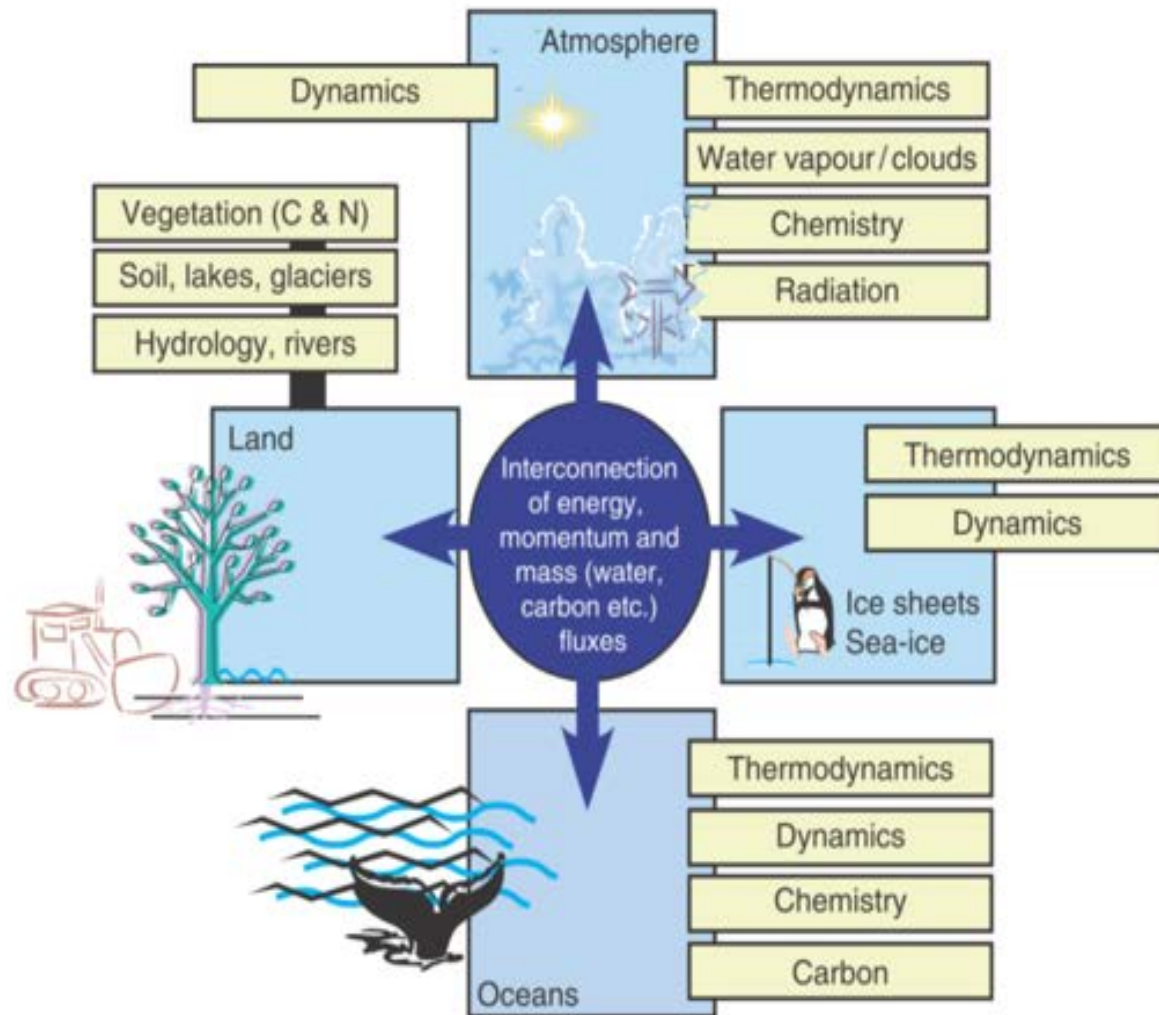 Atmosphere
Dynamics
Thermodynamics
Water vapour/clouds
Chemistry
Radiation
Vegetation (C & N)
Soil, lakes, glaciers
Hydrology, rivers
Land
Interconnection
of energy,
momentum and
mass (water,
carbon etc.)
fluxes
Thermodynamics
Dynamics
Ice sheets
Sea-ice
Thermodynamics
Dynamics
Chemistry
Carbon
Oceans